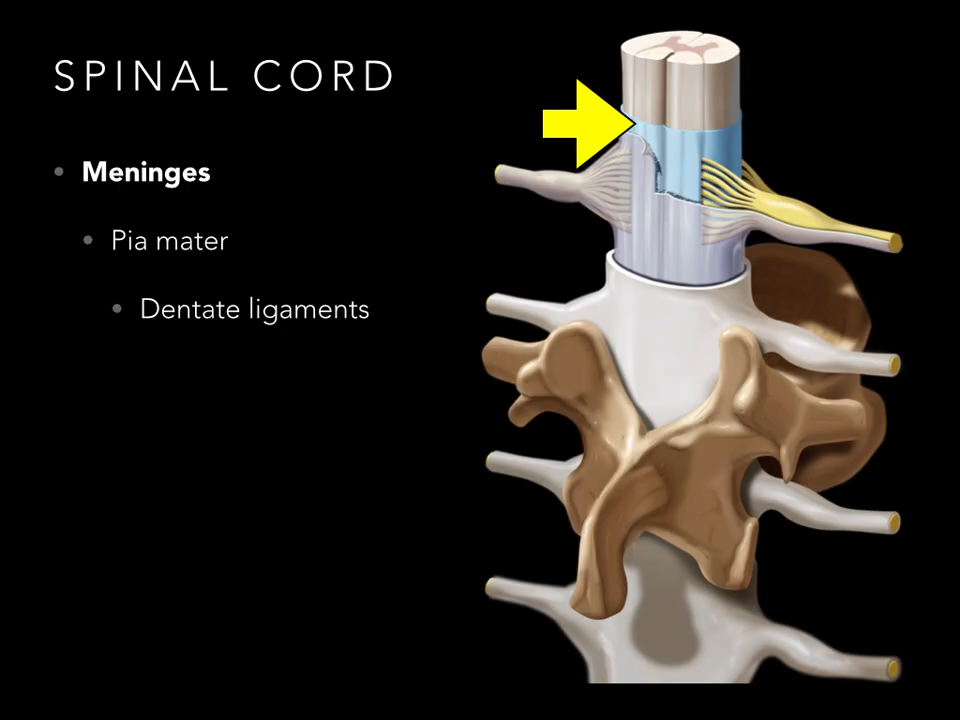 SPINAL CORD
• Meninges
• Pia mater
• Dentate ligaments